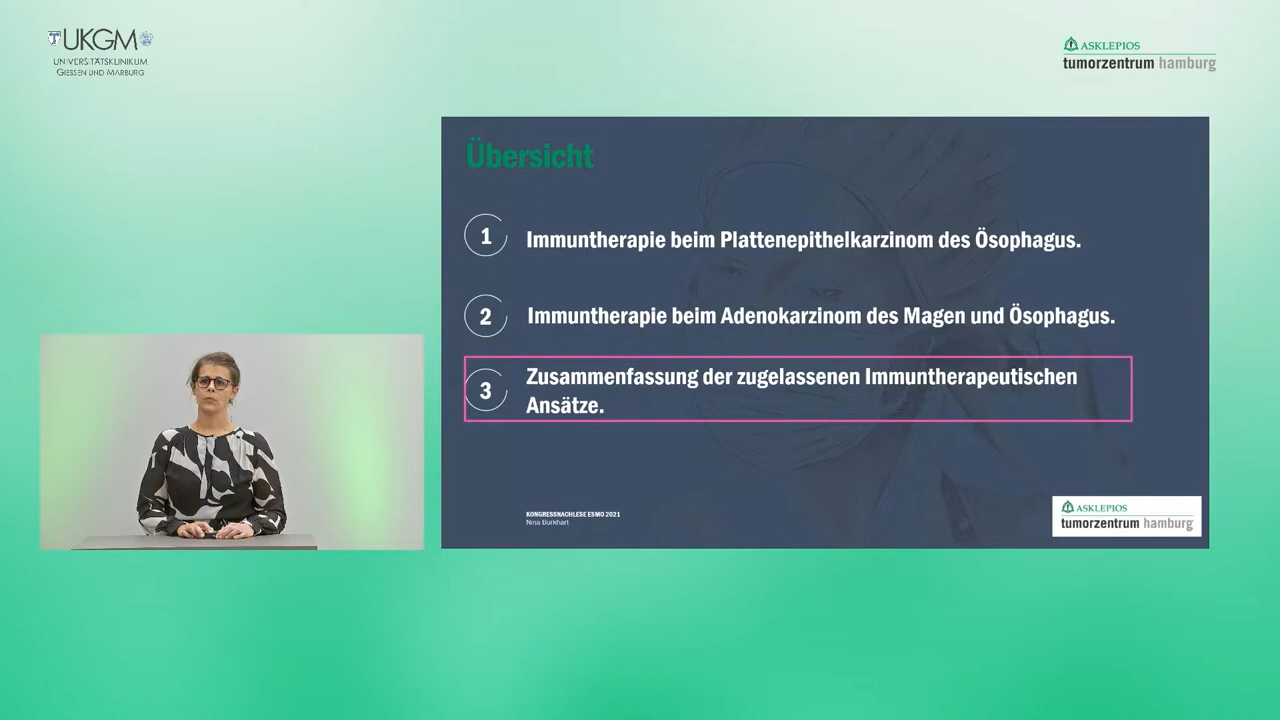 UKGM
UNIVERSITÄTSKLINIKUM
GIESSEN UND MARBURG
ASKLEPIOS
tumorzentrum hamburg
Übersicht
1 Immuntherapie beim Plattenepithelkarzinom des Ösophagus.
2 Immuntherapie beim Adenokarzinom des Magen und Ösophagus.
3 Zusammenfassung der zugelassenen Immuntherapeutischen
Ansätze.
KONGRESSNACHLESE ESMO 2021
Nina Burkhart
ASKLEPIOS
tumorzentrum hamburg